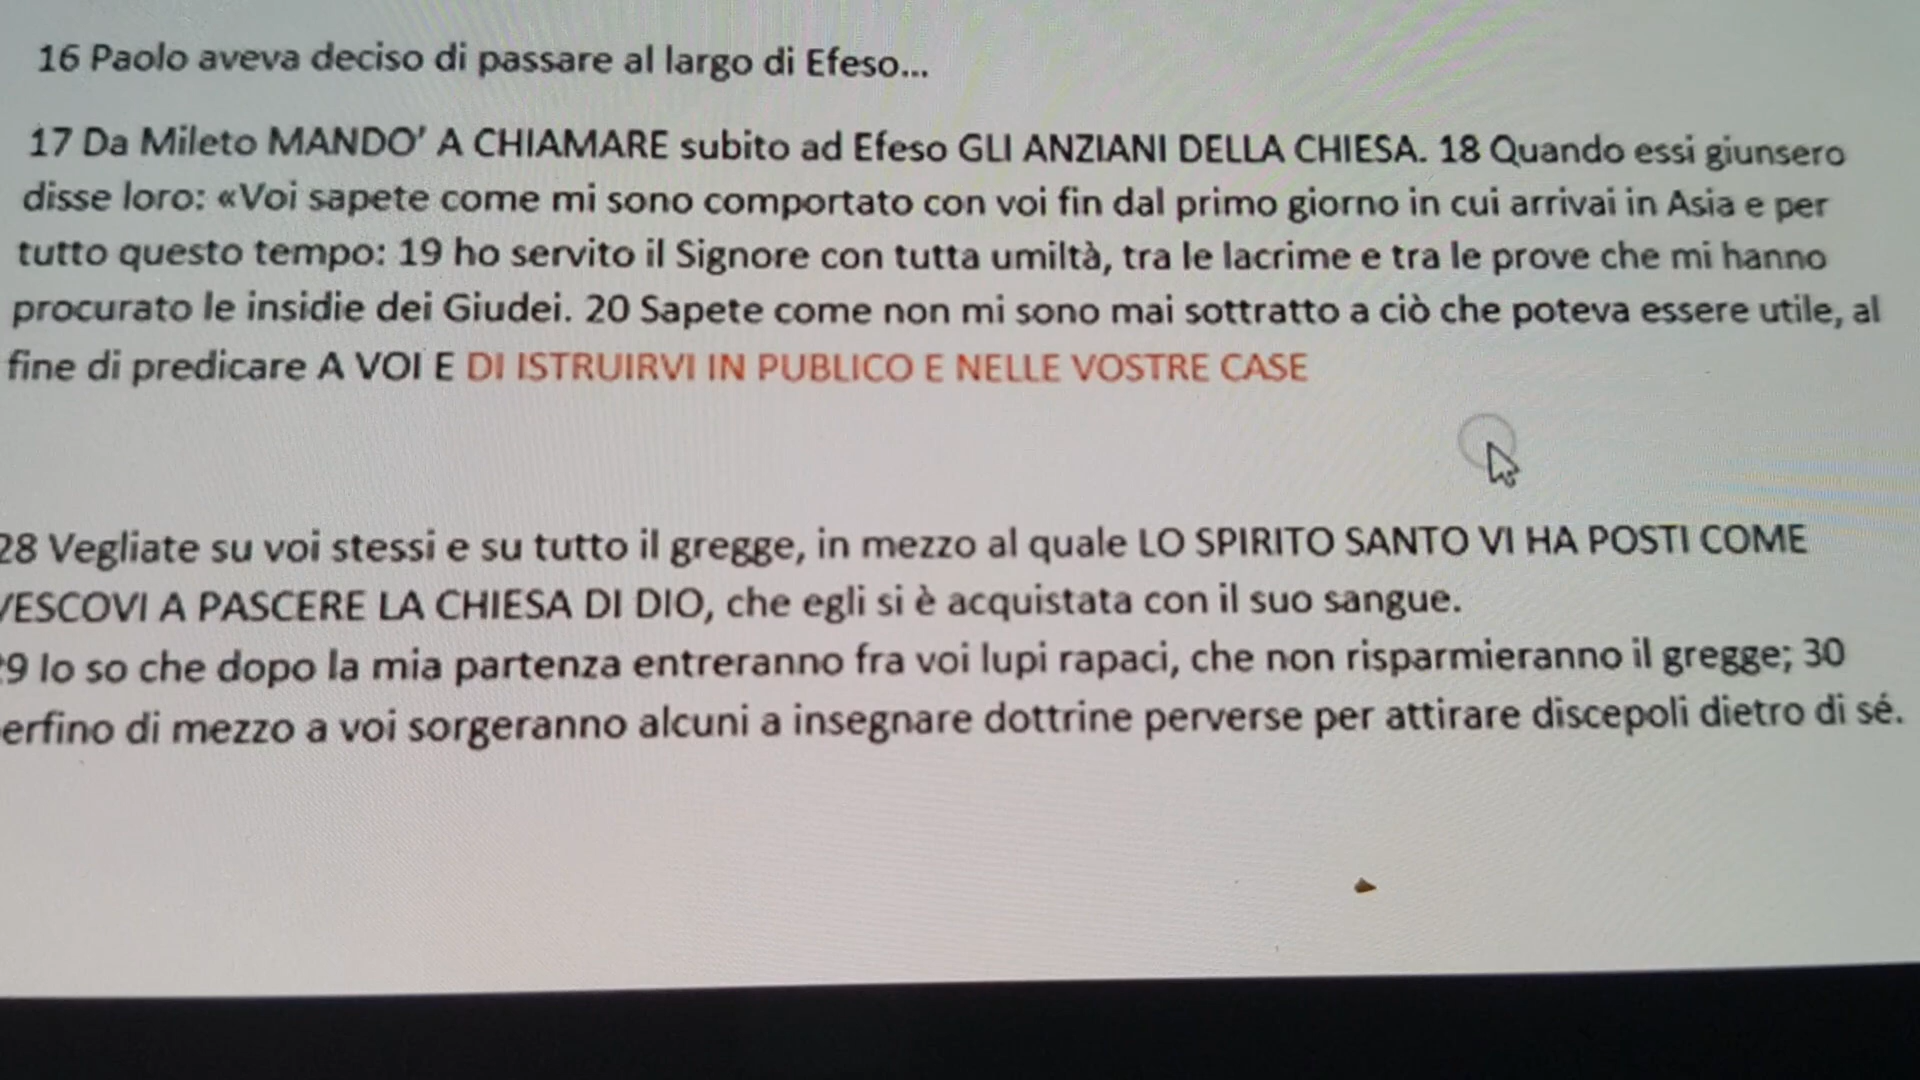 16 Paolo aveva deciso di passare al largo di Efeso...
17 Da Mileto MANDO' A CHIAMARE subito ad Efeso GLI ANZIANI DELLA CHIESA. 18 Quando essi giunsero
disse loro: «Voi sapete come mi sono comportato con voi fin dal primo giorno in cui arrivai in Asia e per
tutto questo tempo: 19 ho servito il Signore con tutta umiltà, tra le lacrime e tra le prove che mi hanno
procurato le insidie dei Giudei. 20 Sapete come non mi sono mai sottratto a ciò che poteva essere utile, al
fine di predicare A VOI E DI ISTRUIRVI IN PUBLICO E NELLE VOSTRE CASE
28 Vegliate su voi stessi e su tutto il gregge, in mezzo al quale LO SPIRITO SANTO VI HA POSTI COME
VESCOVI A PASCERE LA CHIESA DI DIO, che egli si è acquistata con il suo sangue.
29 Io so che dopo la mia partenza entreranno fra voi lupi rapaci, che non risparmieranno il gregge; 30
erfino di mezzo a voi sorgeranno alcuni a insegnare dottrine perverse per attirare discepoli dietro di sé.